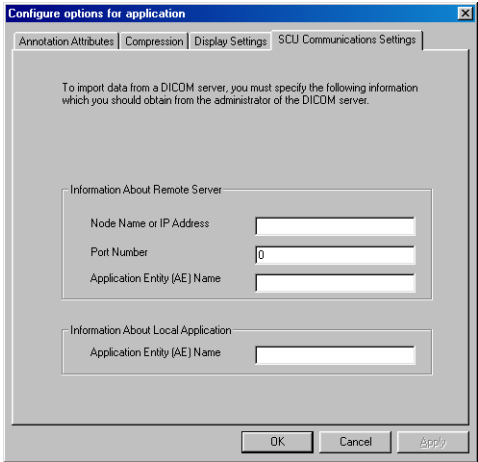 Configure options for application
Annotation Attributes Compression Display Settings SCU Communications Settings
To import data from a DICOM server, you must specify the following information
which you should obtain from the administrator of the DICOM server.
Information About Remote Server
Node Name or IP Address
Port Number 0
Application Entity (AE) Name
Information About Local Application
Application Entity (AE) Name
OK Cancel Apply